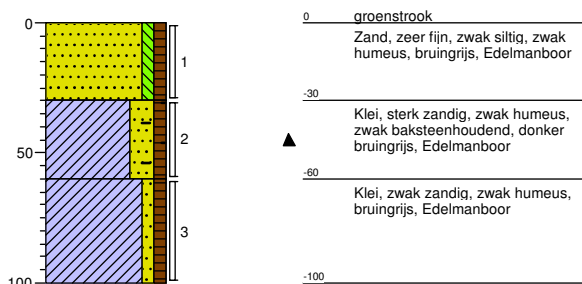 0
50
100
1
2
3
0
groenstrook
Zand, zeer fijn, zwak siltig, zwak
humeus, bruingrijs, Edelmanboor
-30
Klei, sterk zandig, zwak humeus,
zwak baksteenhoudend, donker
bruingrijs, Edelmanboor
-60
Klei, zwak zandig, zwak humeus,
bruingrijs, Edelmanboor
-100